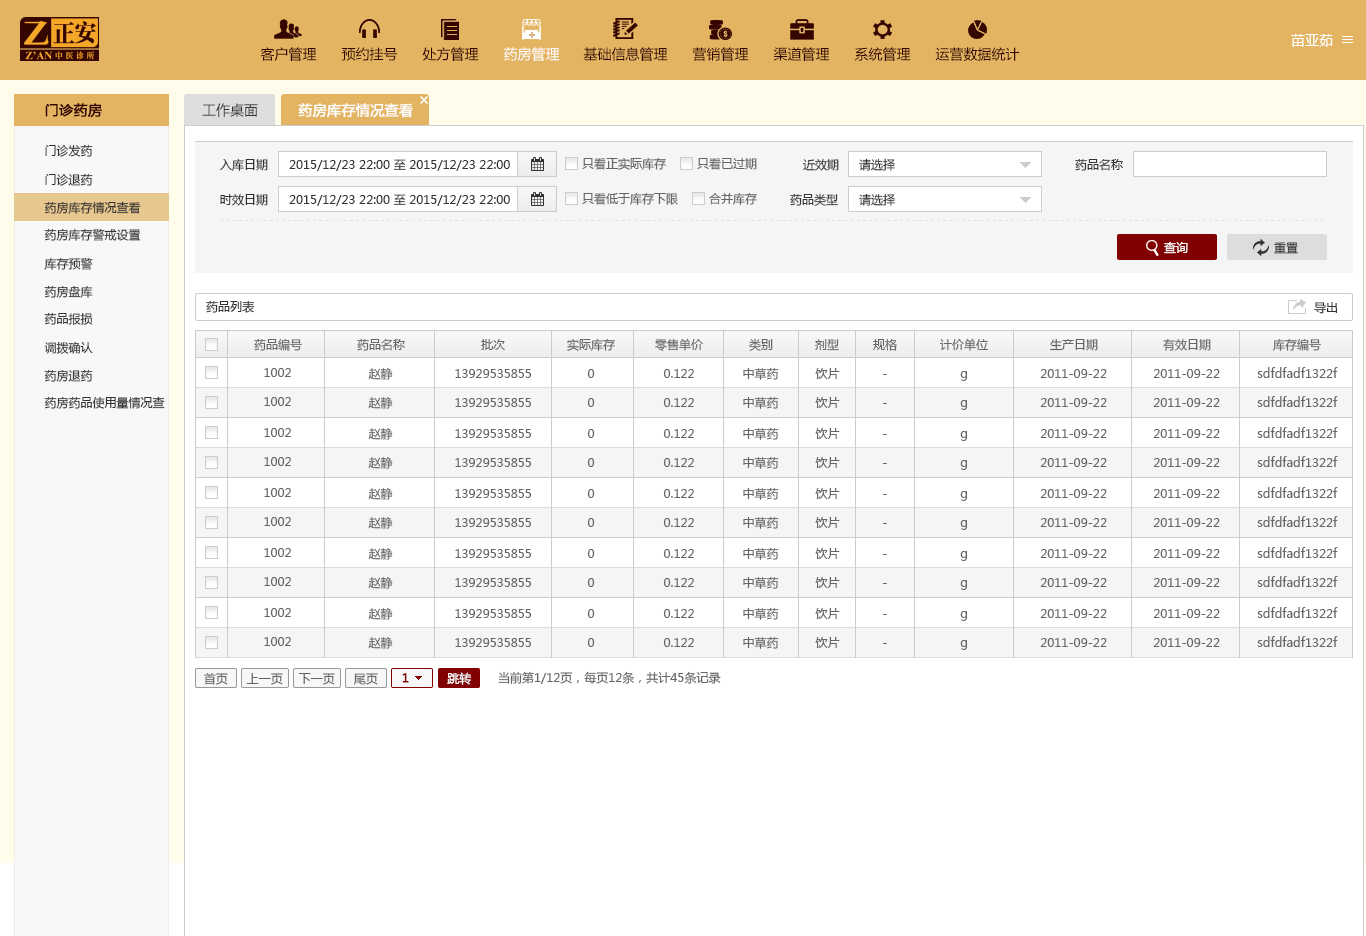 正安
Z'AN 中医诊所
客户管理 预约挂号 处方管理 药房管理 基础信息管理 营销管理 渠道管理 系统管理 运营数据统计
苗亚茹
门诊药房
门诊发药
门诊退药
药房库存情况查看
药房库存警戒设置
库存预警
药房盘库
药品报损
调拨确认
药房退药
药房药品使用量情况查
工作桌面 药房库存情况查看
入库日期 2015/12/23 22:00 至 2015/12/23 22:00 只看正实际库存 只看已过期 近效期 请选择 药品名称
时效日期 2015/12/23 22:00 至 2015/12/23 22:00 只看低于库存下限 合并库存 药品类型 请选择
查询 重置
药品列表 导出
药品编号 药品名称 批次 实际库存 零售单价 类别 剂型 规格 计价单位 生产日期 有效日期 库存编号
1002 赵静 13929535855 0 0.122 中草药 饮片 - g 2011-09-22 2011-09-22 sdfdfadf1322f
1002 赵静 13929535855 0 0.122 中草药 饮片 - g 2011-09-22 2011-09-22 sdfdfadf1322f
1002 赵静 13929535855 0 0.122 中草药 饮片 - g 2011-09-22 2011-09-22 sdfdfadf1322f
1002 赵静 13929535855 0 0.122 中草药 饮片 - g 2011-09-22 2011-09-22 sdfdfadf1322f
1002 赵静 13929535855 0 0.122 中草药 饮片 - g 2011-09-22 2011-09-22 sdfdfadf1322f
1002 赵静 13929535855 0 0.122 中草药 饮片 - g 2011-09-22 2011-09-22 sdfdfadf1322f
1002 赵静 13929535855 0 0.122 中草药 饮片 - g 2011-09-22 2011-09-22 sdfdfadf1322f
1002 赵静 13929535855 0 0.122 中草药 饮片 - g 2011-09-22 2011-09-22 sdfdfadf1322f
1002 赵静 13929535855 0 0.122 中草药 饮片 - g 2011-09-22 2011-09-22 sdfdfadf1322f
1002 赵静 13929535855 0 0.122 中草药 饮片 - g 2011-09-22 2011-09-22 sdfdfadf1322f
首页 上一页 下一页 尾页 1 跳转 当前第1/12页，每页12条，共计45条记录